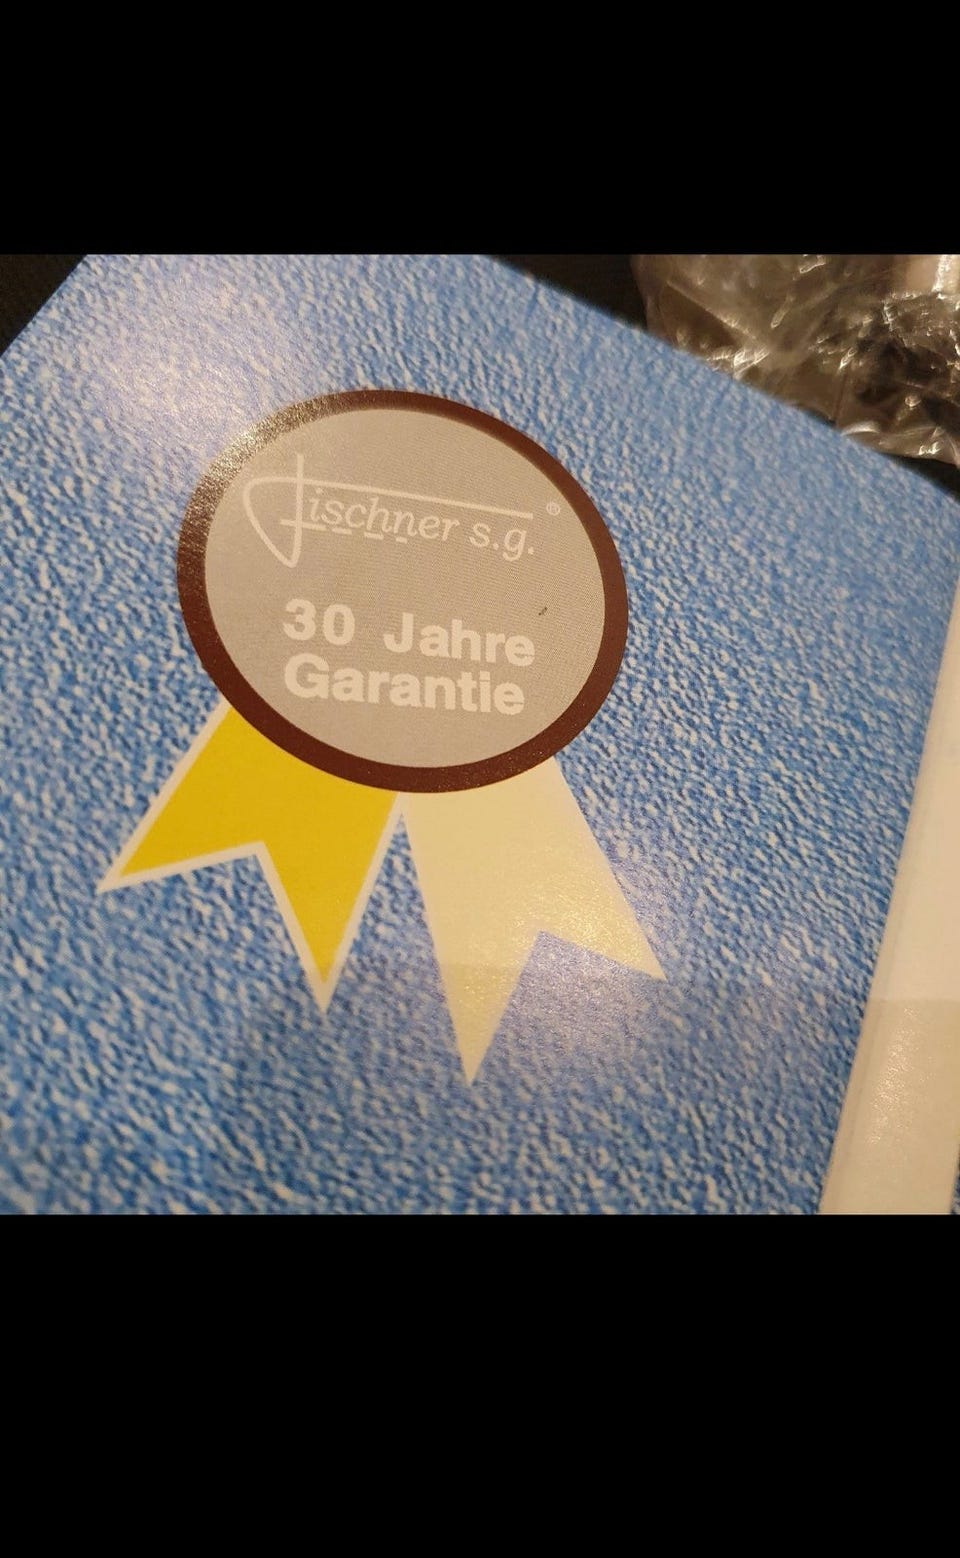 Fischner s.g. ®
30 Jahre
Garantie